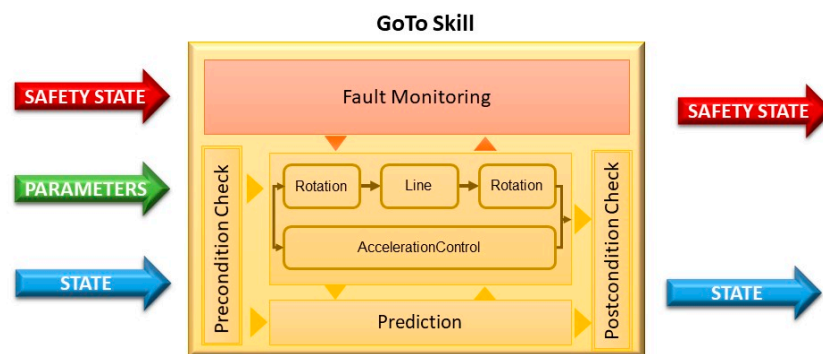 GoTo Skill
SAFETY STATE
Fault Monitoring
SAFETY STATE
PARAMETERS
Precondition Check
Rotation
Line
Rotation
Postcondition Check
AccelerationControl
STATE
STATE
Prediction